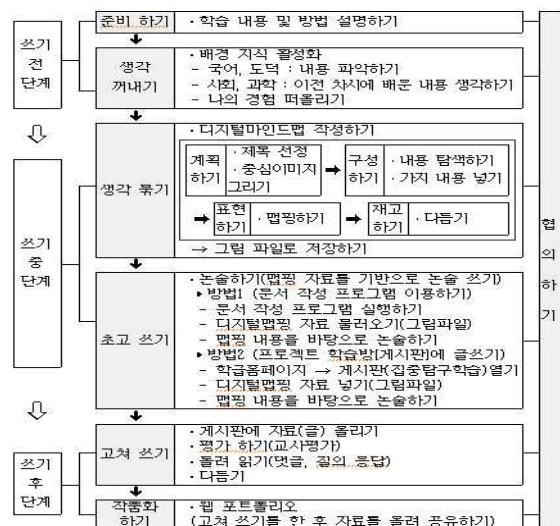 쓰기
전
단계
준비 하기
· 학습 내용 및 방법 설명하기
생각
꺼내기
· 배경 지식 활성화
- 국어, 도덕 : 내용 파악하기
- 사회, 과학 : 이전 차시에 배운 내용 생각하기
- 나의 경험 떠올리기
쓰기
중
단계
생각 묶기
· 디지털마인드맵 작성하기
계획
하기
· 제목 선정
· 중심이미지
그리기
구성
하기
· 내용 탐색하기
· 가지 내용 넣기
표현
하기
· 맵핑하기
재고
하기
· 다듬기
→ 그림 파일로 저장하기
초고 쓰기
· 논술하기(맵핑 자료를 기반으로 논술 쓰기)
▸방법1 (문서 작성 프로그램 이용하기)
- 문서 작성 프로그램 실행하기
- 디지털맵핑 자료 불러오기(그림파일)
- 맵핑 내용을 바탕으로 논술하기
▸방법2 (프로젝트 학습방[게시판]에 글쓰기)
- 학급홈페이지 → 게시판(집중탐구학습)열기
- 디지털맵핑 자료 넣기(그림파일)
- 맵핑 내용을 바탕으로 논술하기
쓰기
후
단계
고쳐 쓰기
· 게시판에 자료(글) 올리기
· 평가 하기(교사평가)
· 돌려 읽기(댓글, 질의 응답)
· 다듬기
작품화
하기
· 웹 포트폴리오
(고쳐 쓰기를 한 후 자료를 올려 공유하기)
협
의
하
기